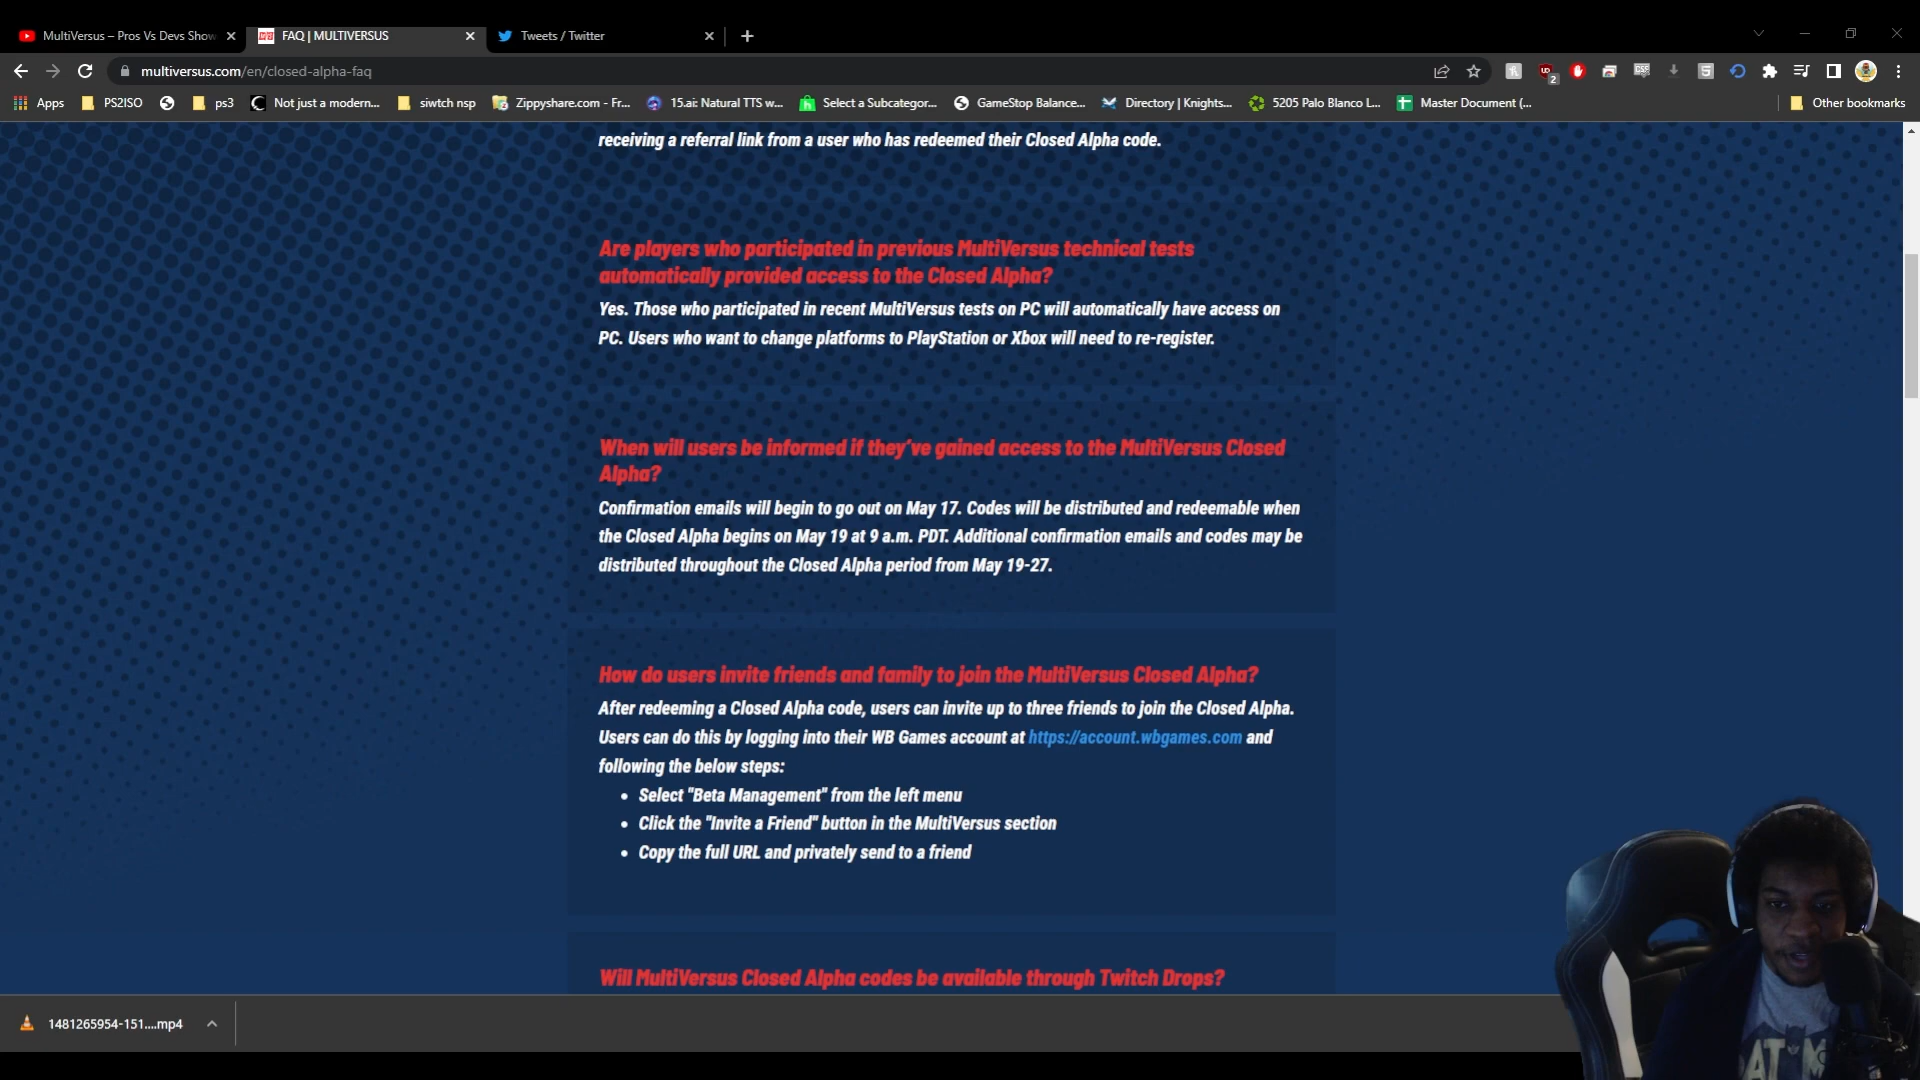 MultiVersus – Pros Vs Devs Show
FAQ | MULTIVERSUS
Tweets / Twitter
multiversus.com/en/closed-alpha-faq
2
Apps
PS2ISO
ps3
Not just a modern...
siwtch nsp
Zippyshare.com - Fr...
15.ai: Natural TTS w...
Select a Subcategor...
GameStop Balance...
Directory | Knights...
5205 Palo Blanco L...
Master Document (...
Other bookmarks
receiving a referral link from a user who has redeemed their Closed Alpha code.
Are players who participated in previous MultiVersus technical tests
automatically provided access to the Closed Alpha?
Yes. Those who participated in recent MultiVersus tests on PC will automatically have access on
PC. Users who want to change platforms to PlayStation or Xbox will need to re-register.
When will users be informed if they’ve gained access to the MultiVersus Closed
Alpha?
Confirmation emails will begin to go out on May 17. Codes will be distributed and redeemable when
the Closed Alpha begins on May 19 at 9 a.m. PDT. Additional confirmation emails and codes may be
distributed throughout the Closed Alpha period from May 19-27.
How do users invite friends and family to join the MultiVersus Closed Alpha?
After redeeming a Closed Alpha code, users can invite up to three friends to join the Closed Alpha.
Users can do this by logging into their WB Games account at https://account.wbgames.com and
following the below steps:
• Select "Beta Management" from the left menu
• Click the "Invite a Friend" button in the MultiVersus section
• Copy the full URL and privately send to a friend
Will MultiVersus Closed Alpha codes be available through Twitch Drops?
1481265954-151....mp4